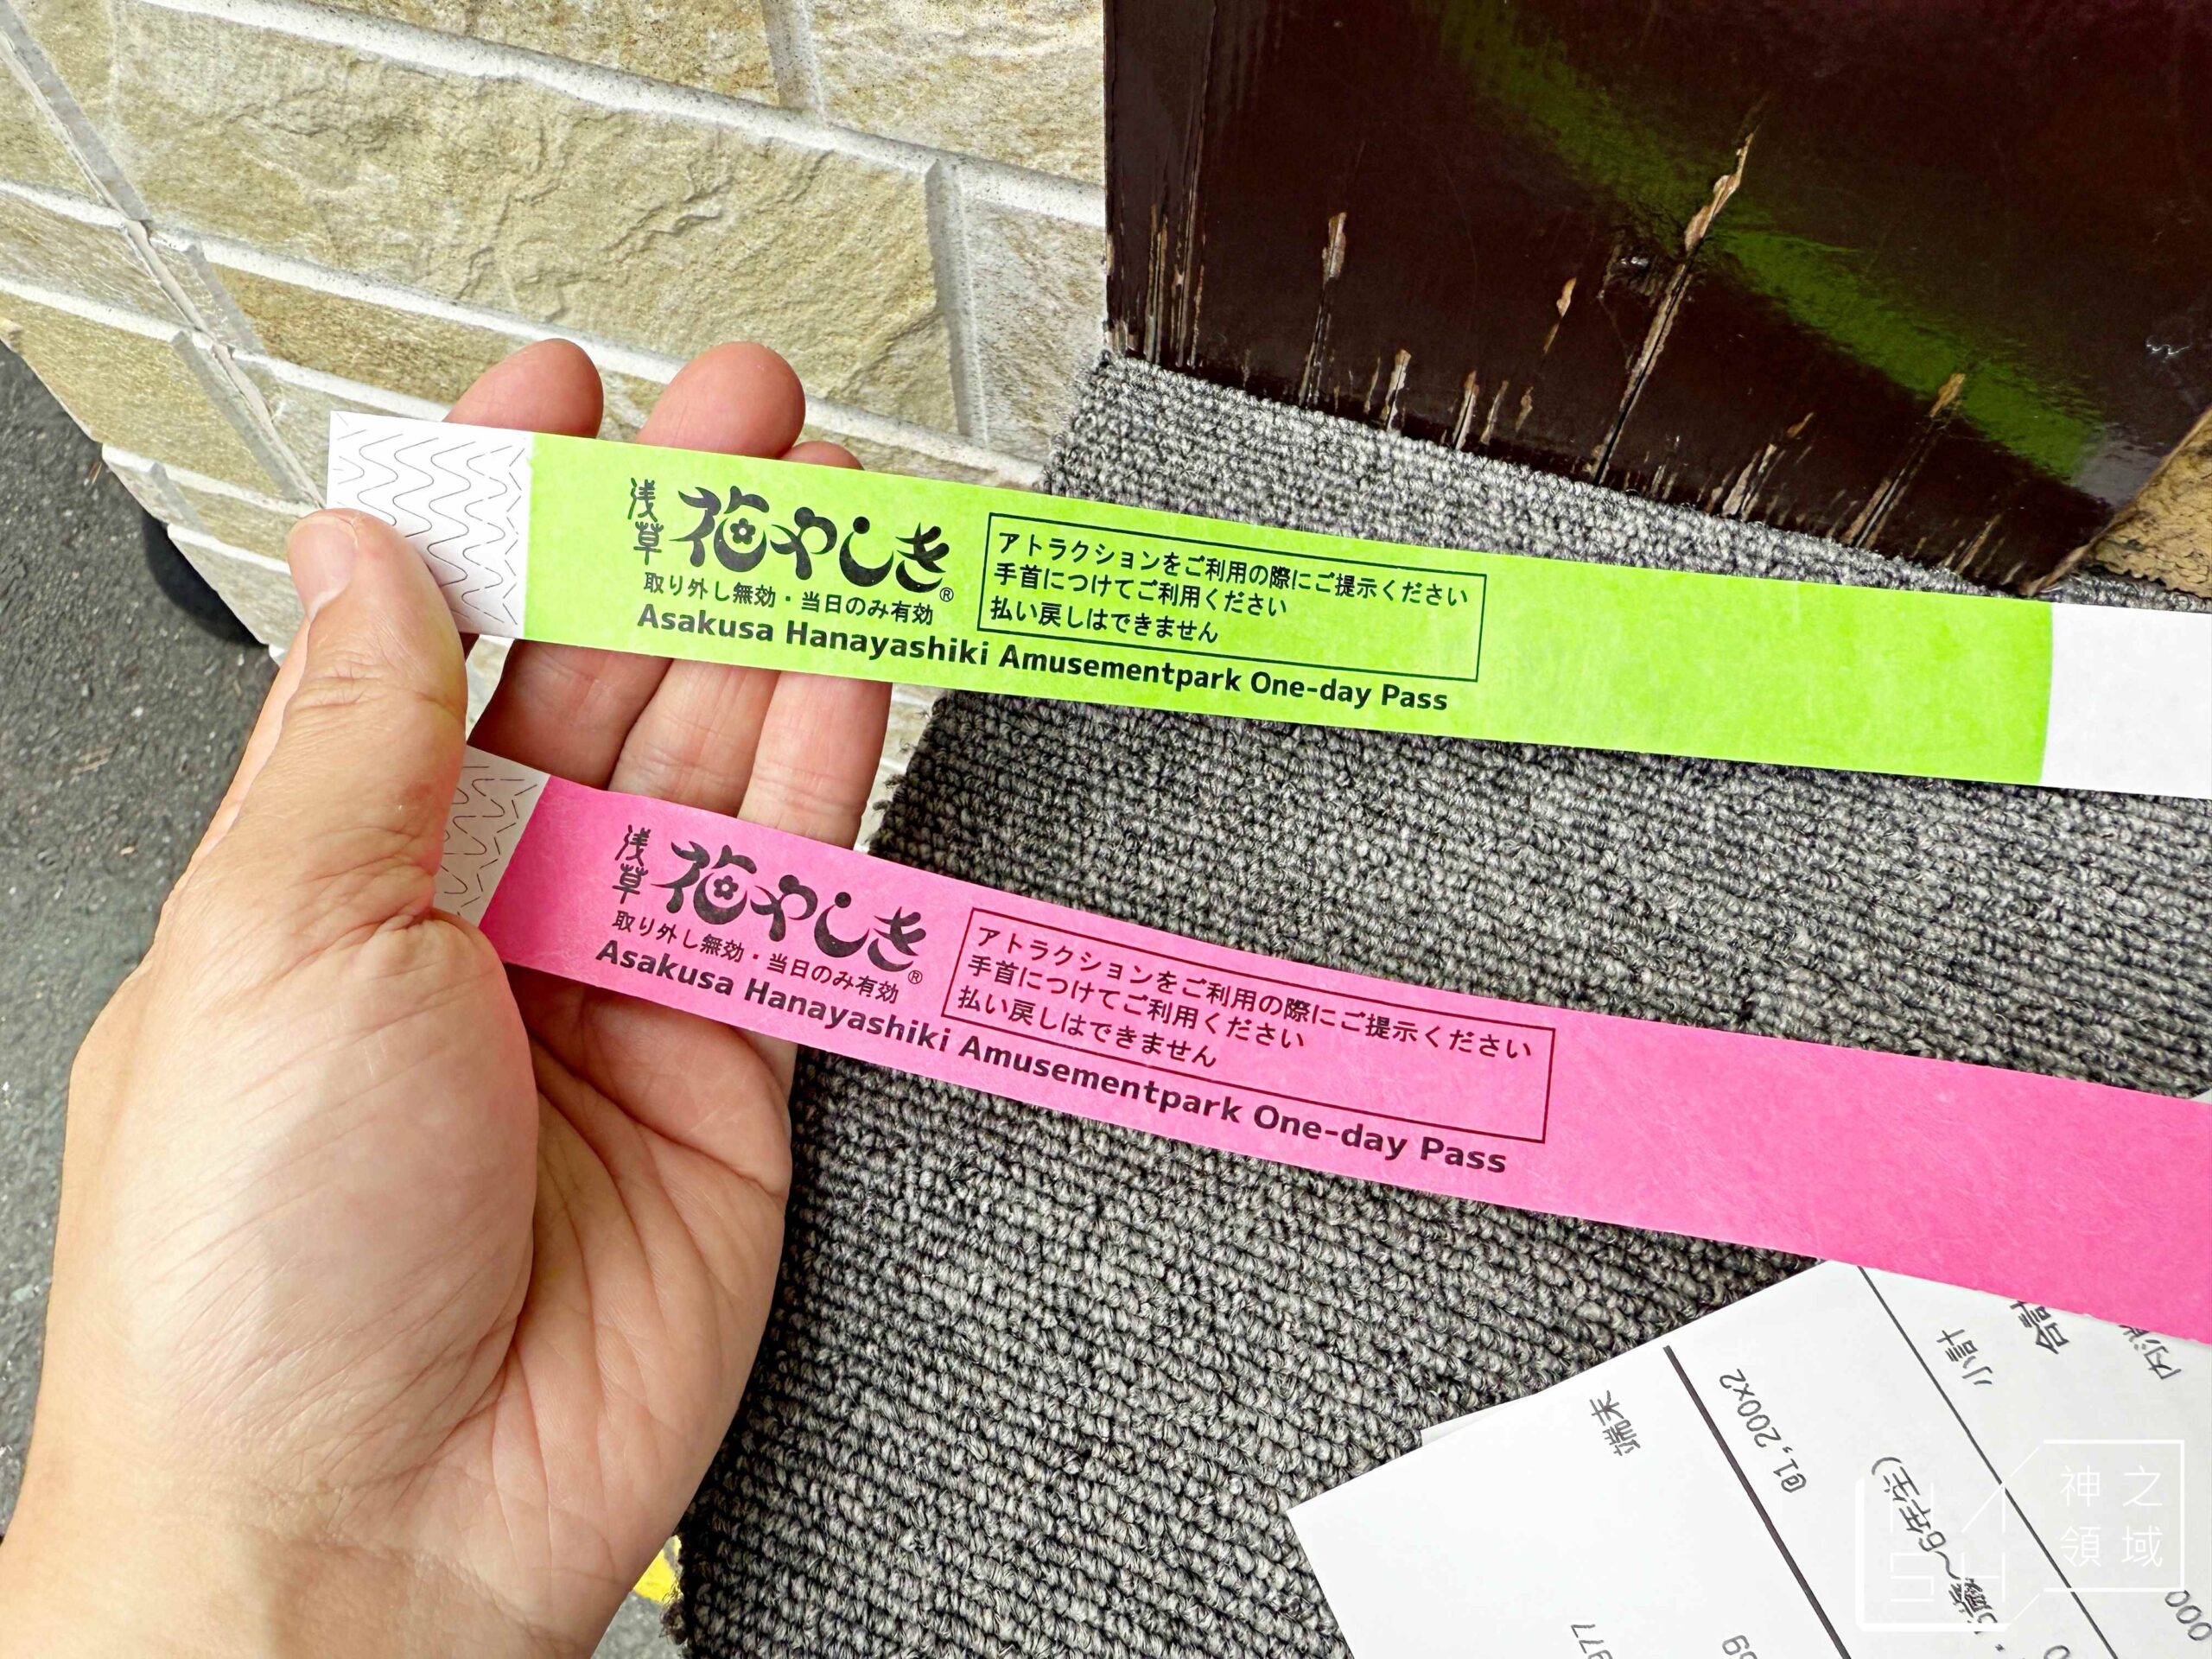 浅草 花やしき®
取り外し無効・当日のみ有効
Asakusa Hanayashiki Amusementpark One-day Pass
アトラクションをご利用の際にご提示ください
手首につけてご利用ください
払い戻しはできません
浅草 花やしき®
取り外し無効・当日のみ有効
Asakusa Hanayashiki Amusementpark One-day Pass
アトラクションをご利用の際にご提示ください
手首につけてご利用ください
払い戻しはできません
端末
@1,200x2
歳〜6年生)
小計
合計
神之
領域